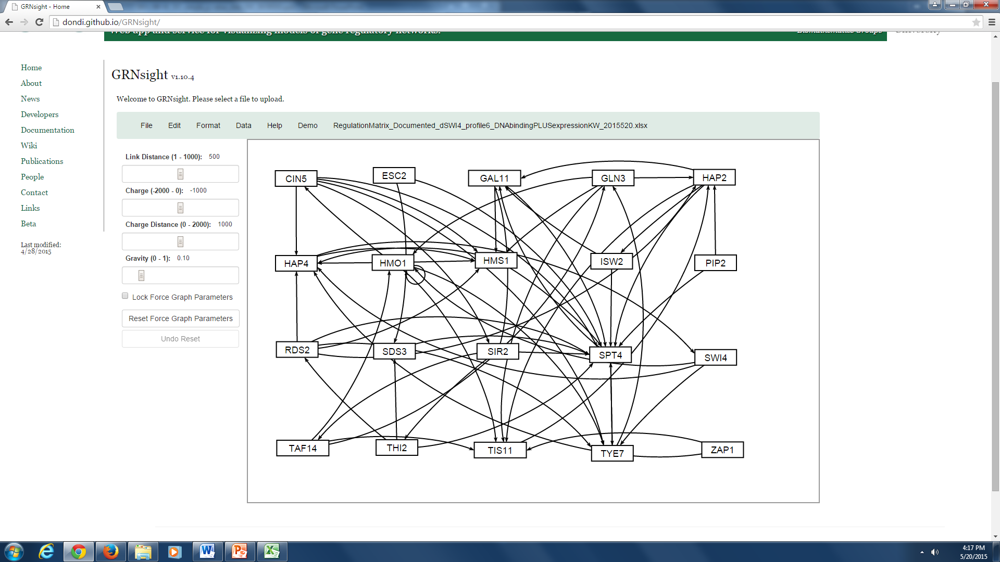 GRNsight - Home
dondi.github.io/GRNsight/
Web app and service for visualizing models of gene regulatory networks.
Biomathematics Groups
University
Home
About
News
Developers
Documentation
Wiki
Publications
People
Contact
Links
Beta
Last modified:
4/28/2015
GRNsight v1.10.4
Welcome to GRNsight. Please select a file to upload.
File Edit Format Data Help Demo RegulationMatrix_Documented_dSWI4_profile6_DNAbindingPLUSexpressionKW_2015520.xlsx
Link Distance (1 - 1000): 500
Charge (-2000 - 0): -1000
Charge Distance (0 - 2000): 1000
Gravity (0 - 1): 0.10
Lock Force Graph Parameters
Reset Force Graph Parameters
Undo Reset
CIN5 ESC2 GAL11 GLN3 HAP2
HAP4 HMO1 HMS1 ISW2 PIP2
RDS2 SDS3 SIR2 SPT4 SWI4
TAF14 THI2 TIS11 TYE7 ZAP1
4:17 PM
5/20/2015